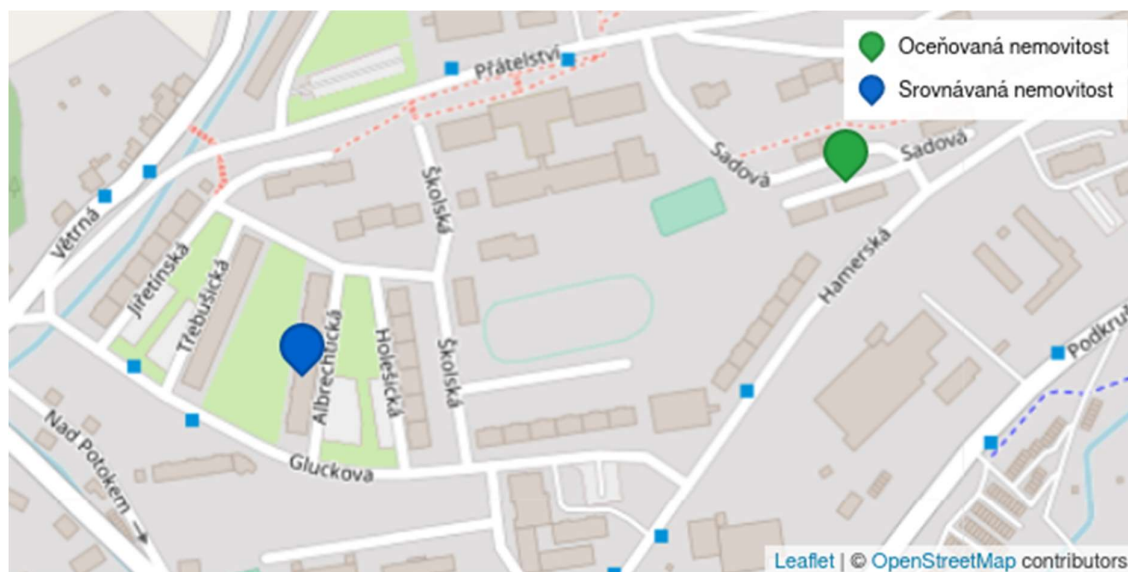 Oceňovaná nemovitost
Srovnávaná nemovitost
Přátelství
Sadová
Sadová
Školská
Větrná
Jiřetínská
Třebušická
Albrechtická
Holešická
Školská
Hamerská
Podkruš
Nad Potokem
Gluckova
Leaflet | © OpenStreetMap contributors